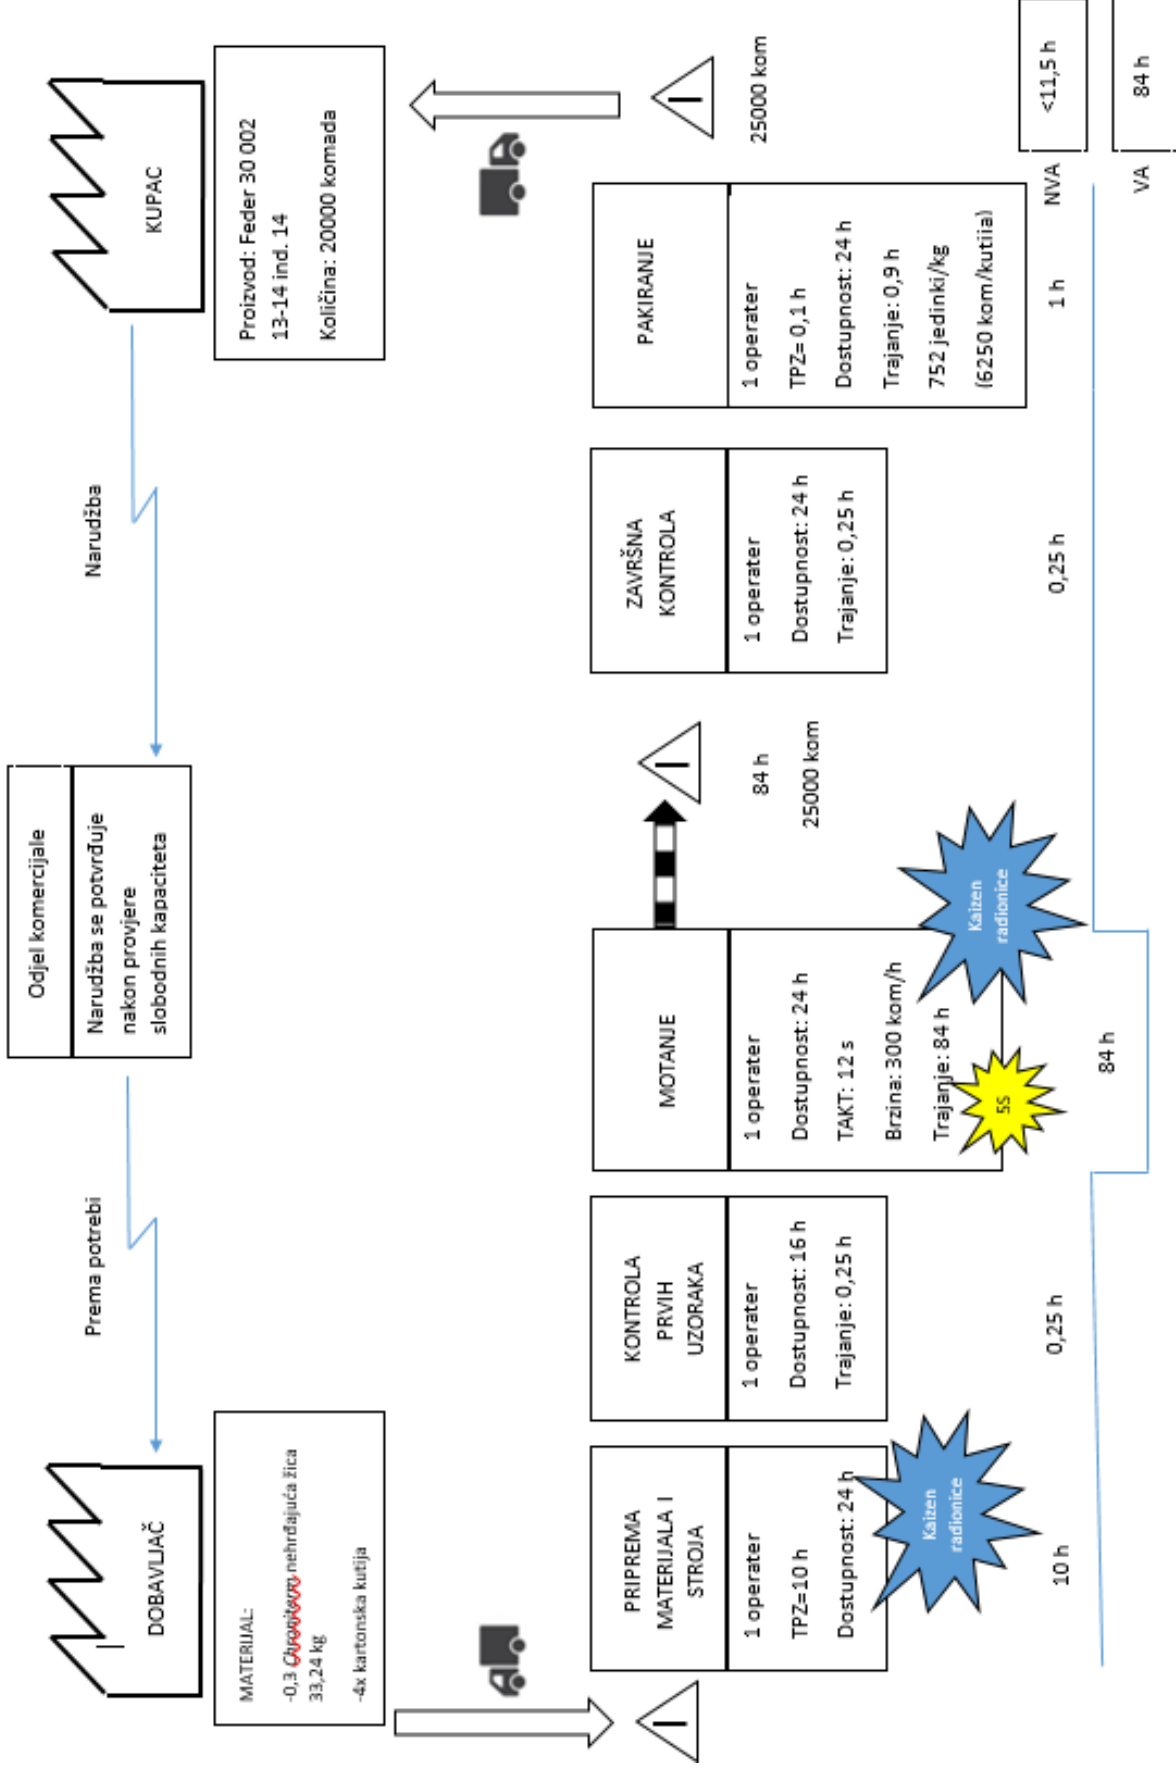 DOBAVLJAČ
MATERIJAL:
-0,3 Chroniterm nehrđajuća žica
33,24 kg
-4x kartonska kutija
Prema potrebi
Odjel komercijale
Narudžba se potvrđuje
nakon provjere
slobodnih kapaciteta
Narudžba
KUPAC
Proizvod: Feder 30 002
13-14 ind. 14
Količina: 20000 komada
I
PRIPREMA
MATERIJALA I
STROJA
1 operater
TPZ=10 h
Dostupnost: 24 h
Kaizen
radionice
KONTROLA
PRVIH
UZORAKA
1 operater
Dostupnost: 16 h
Trajanje: 0,25 h
MOTANJE
1 operater
Dostupnost: 24 h
TAKT: 12 s
Brzina: 300 kom/h
Trajanje: 84 h
5S
Kaizen
radionice
I
84 h
25000 kom
ZAVRŠNA
KONTROLA
1 operater
Dostupnost: 24 h
Trajanje: 0,25 h
PAKIRANJE
1 operater
TPZ= 0,1 h
Dostupnost: 24 h
Trajanje: 0,9 h
752 jedinki/kg
(6250 kom/kutija)
I
25000 kom
10 h
0,25 h
84 h
0,25 h
1 h
NVA
<11,5 h
VA
84 h